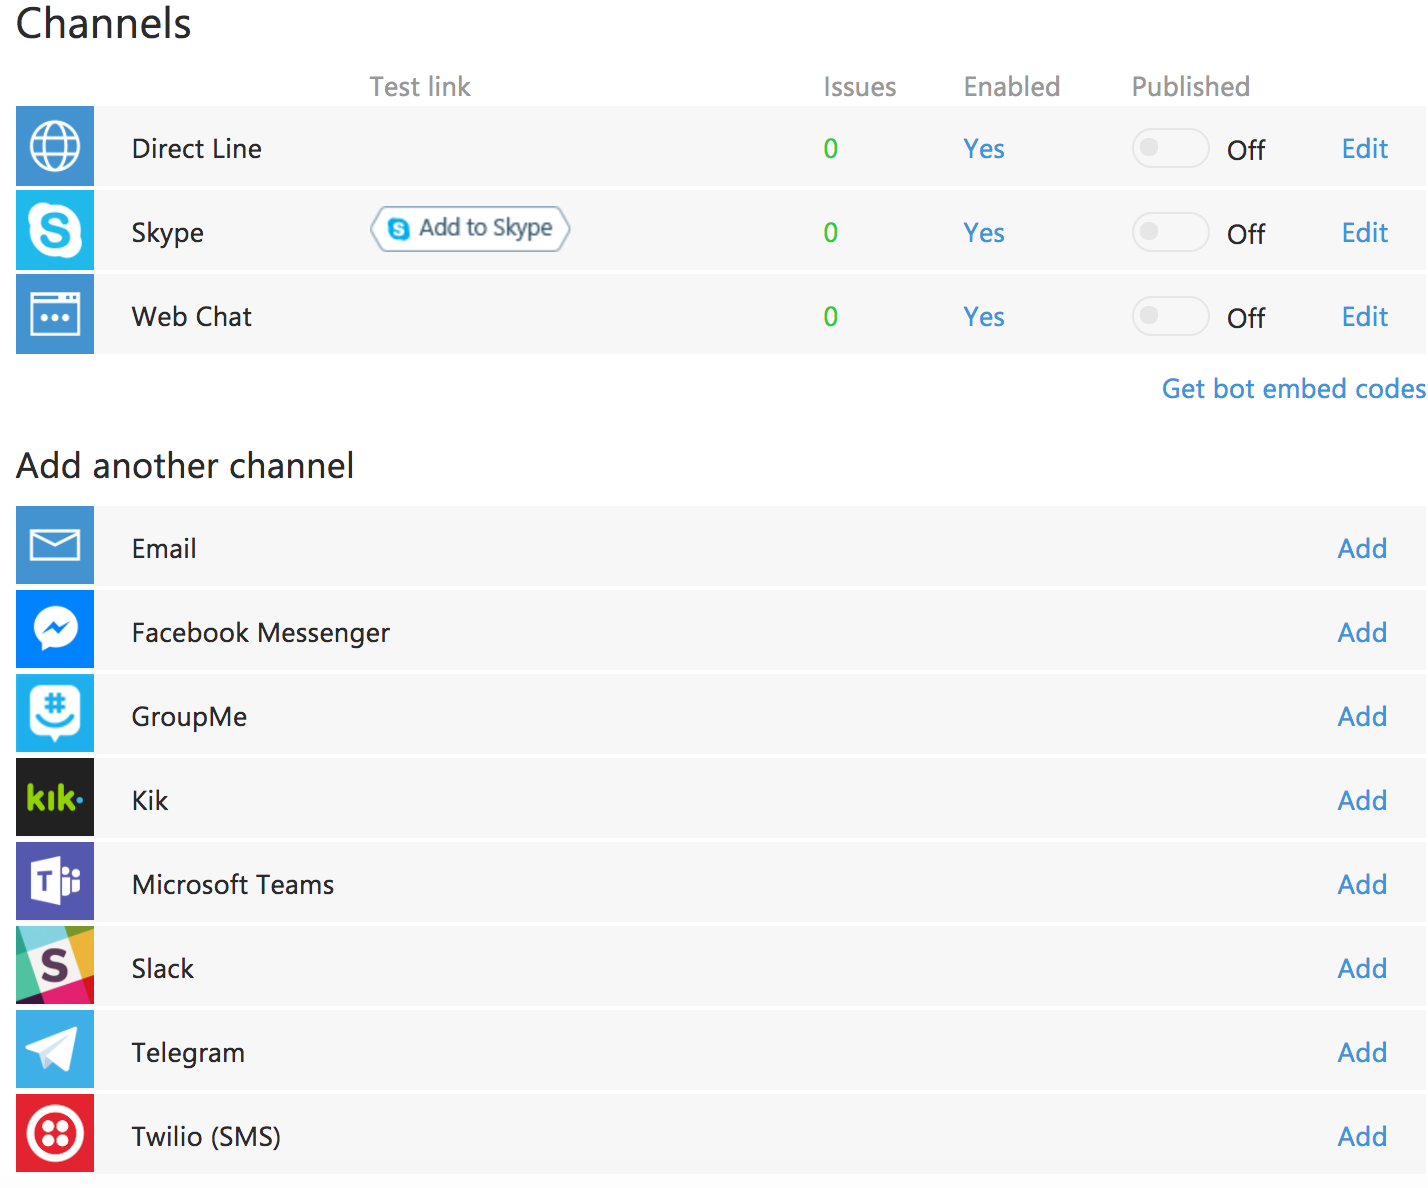 Channels
Test link Issues Enabled Published
Direct Line 0 Yes Off Edit
S Skype S Add to Skype 0 Yes Off Edit
Web Chat 0 Yes Off Edit
Get bot embed codes
Add another channel
Email Add
Facebook Messenger Add
# GroupMe Add
kik. Kik Add
T Microsoft Teams Add
S Slack Add
Telegram Add
Twilio (SMS) Add